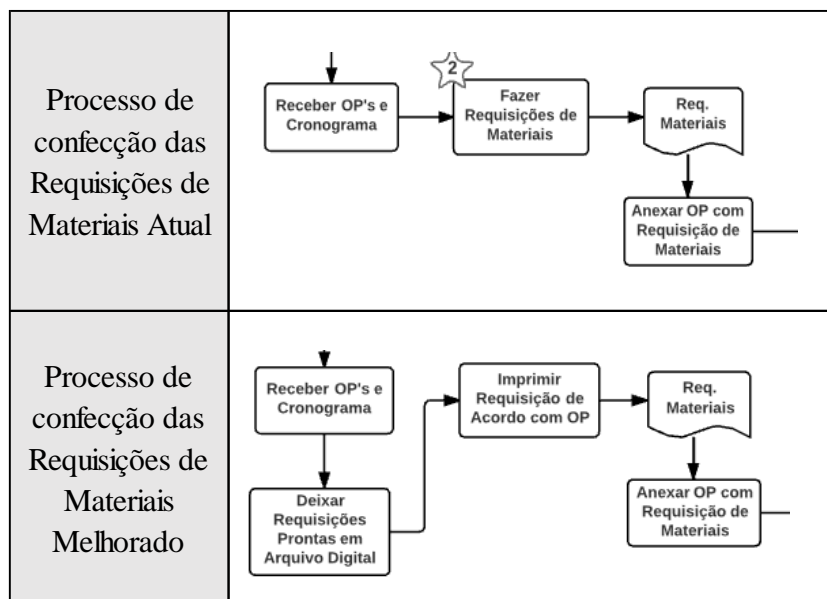 Processo de
confecção das
Requisições de
Materiais Atual
Receber OP's e
Cronograma
2
Fazer
Requisições de
Materiais
Req.
Materiais
Anexar OP com
Requisição de
Materiais
Processo de
confecção das
Requisições de
Materiais
Melhorado
Receber OP's e
Cronograma
Deixar
Requisições
Prontas em
Arquivo Digital
Imprimir
Requisição de
Acordo com OP
Req.
Materiais
Anexar OP com
Requisição de
Materiais